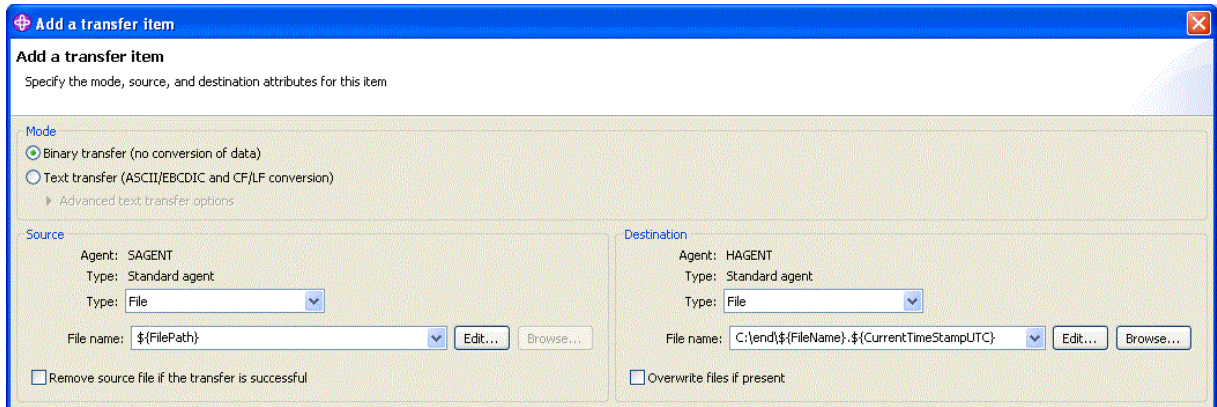 Add a transfer item
Add a transfer item
Specify the mode, source, and destination attributes for this item
Mode
Binary transfer (no conversion of data)
Text transfer (ASCII/EBCDIC and CF/LF conversion)
Advanced text transfer options
Source
Agent: SAGENT
Type: Standard agent
Type: File
File name: ${FilePath} Edit... Browse...
Remove source file if the transfer is successful
Destination
Agent: HAGENT
Type: Standard agent
Type: File
File name: C:\end\${FileName}.${CurrentTimeStampUTC} Edit... Browse...
Overwrite files if present